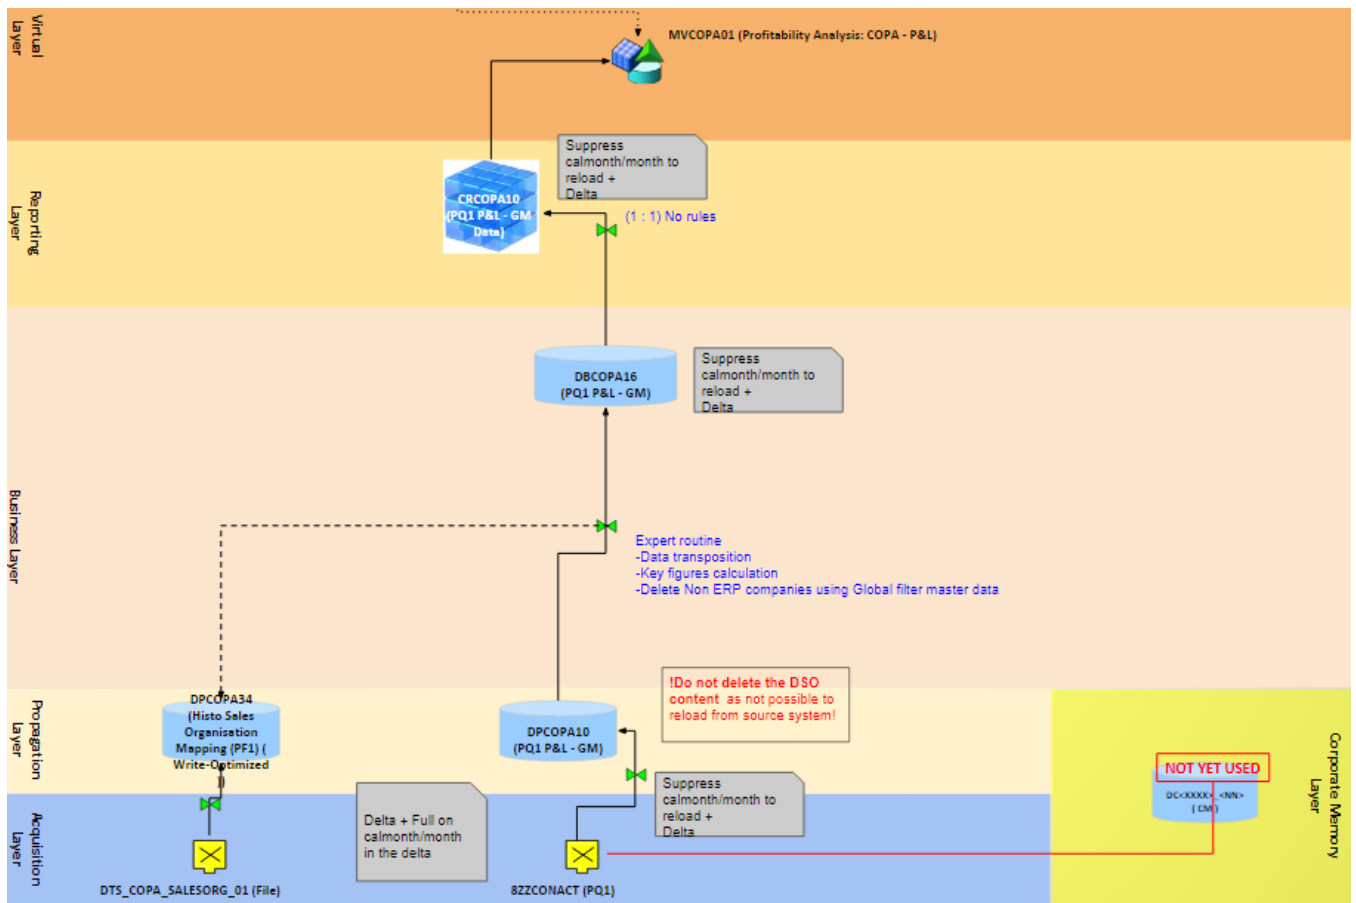 Virtual
Layer
MVCOPA01 (Profitability Analysis: COPA - P&L)
Reporting
Layer
Suppress
calmonth/month to
reload +
Delta
CRCOPA10
(PQ1 P&L - GM
Data)
(1 : 1) No rules
Business Layer
DBCOPA16
(PQ1 P&L - GM)
Suppress
calmonth/month to
reload +
Delta
Expert routine
-Data transposition
-Key figures calculation
-Delete Non ERP companies using Global filter master data
Propagation
Layer
DPCOPA34
(Histo Sales
Organisation
Mapping (PF1) (
Write-Optimized
))
DPCOPA10
(PQ1 P&L - GM)
!Do not delete the DSO
content as not possible to
reload from source system!
Suppress
calmonth/month to
reload +
Delta
Corporate Memory
Layer
NOT YET USED
DC<XXXX>_<NN>
( CM )
Acquisition
Layer
Delta + Full on
calmonth/month
in the delta
DTS_COPA_SALESORG_01 (File)
8ZZCONACT (PQ1)